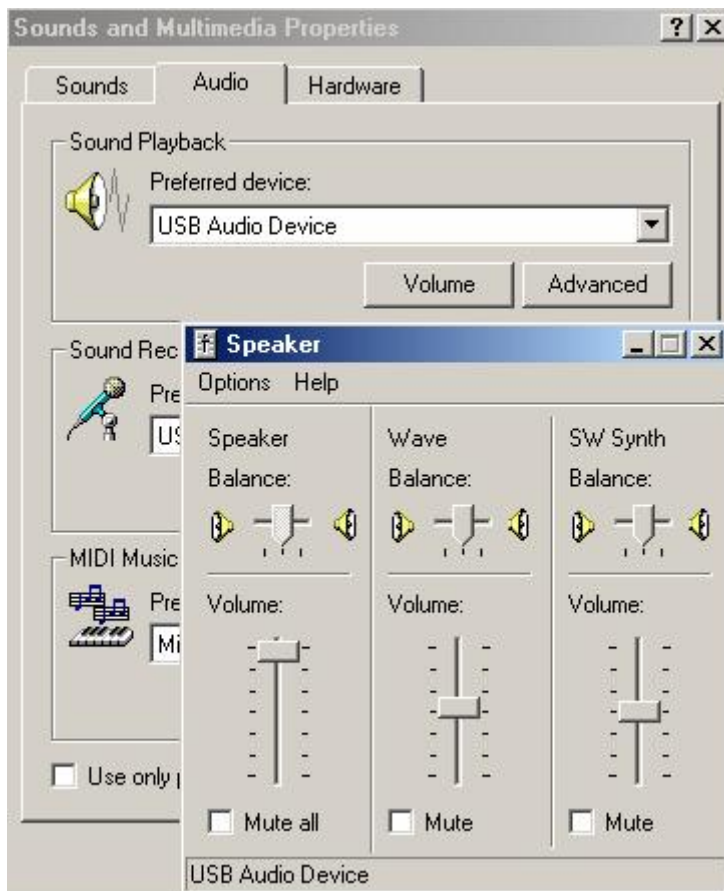 Sounds and Multimedia Properties
Sounds Audio Hardware
Sound Playback
Preferred device:
USB Audio Device
Volume Advanced
Sound Rec
Pre
US
MIDI Music
Pre
Mi
Use only
Speaker
Options Help
Speaker Wave SW Synth
Balance: Balance: Balance:
Volume: Volume: Volume:
Mute all Mute Mute
USB Audio Device